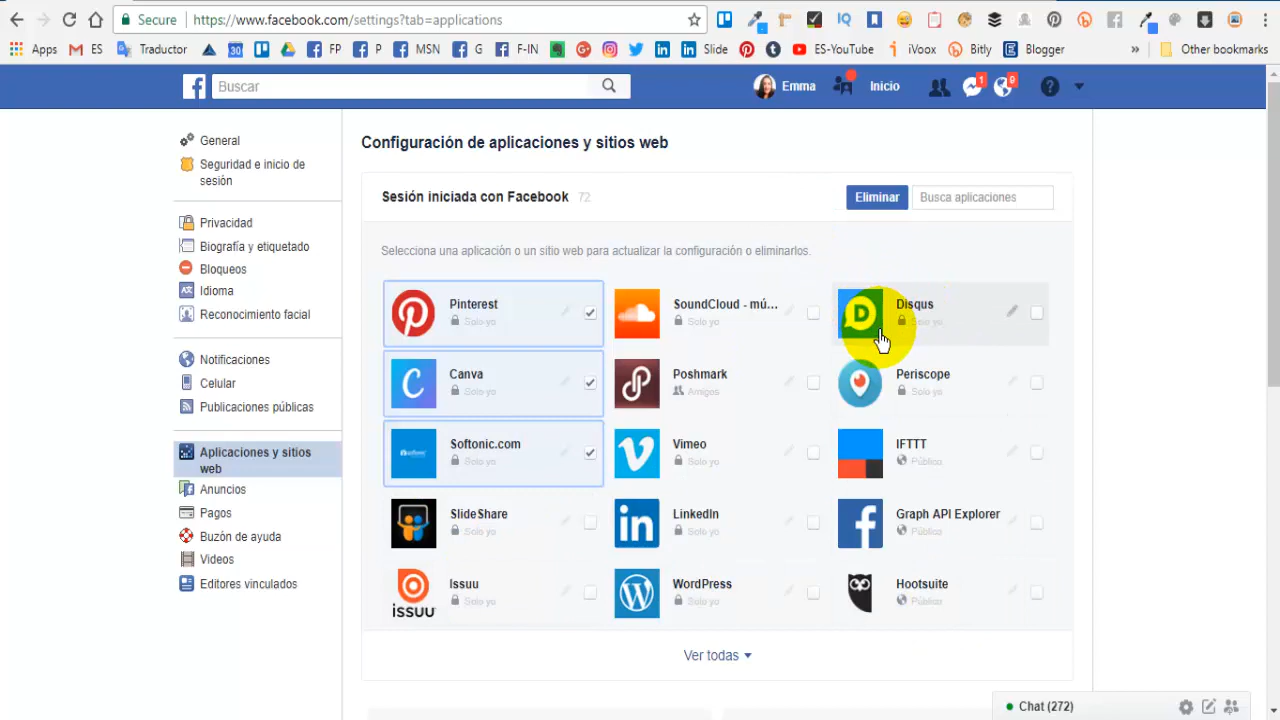 Secure https://www.facebook.com/settings?tab=applications
Apps ES Traductor FP P MSN G F-IN Slide ES-YouTube iVoox Bitly Blogger » Other bookmarks
Buscar Emma Inicio 1 9
General
Seguridad e inicio de
sesión
Privacidad
Biografía y etiquetado
Bloqueos
Idioma
Reconocimiento facial
Notificaciones
Celular
Publicaciones públicas
Aplicaciones y sitios
web
Anuncios
Pagos
Buzón de ayuda
Videos
Editores vinculados
Configuración de aplicaciones y sitios web
Sesión iniciada con Facebook 72 Eliminar Busca aplicaciones
Selecciona una aplicación o un sitio web para actualizar la configuración o eliminarlos.
Pinterest SoundCloud - mú... Disqus
Solo yo Solo yo Solo yo
Canva Poshmark Periscope
Solo yo Amigos Solo yo
Softonic.com Vimeo IFTTT
Solo yo Solo yo Público
SlideShare LinkedIn Graph API Explorer
Solo yo Solo yo Público
Issuu WordPress Hootsuite
Solo yo Solo yo Público
issuu
Ver todas
Chat (272)